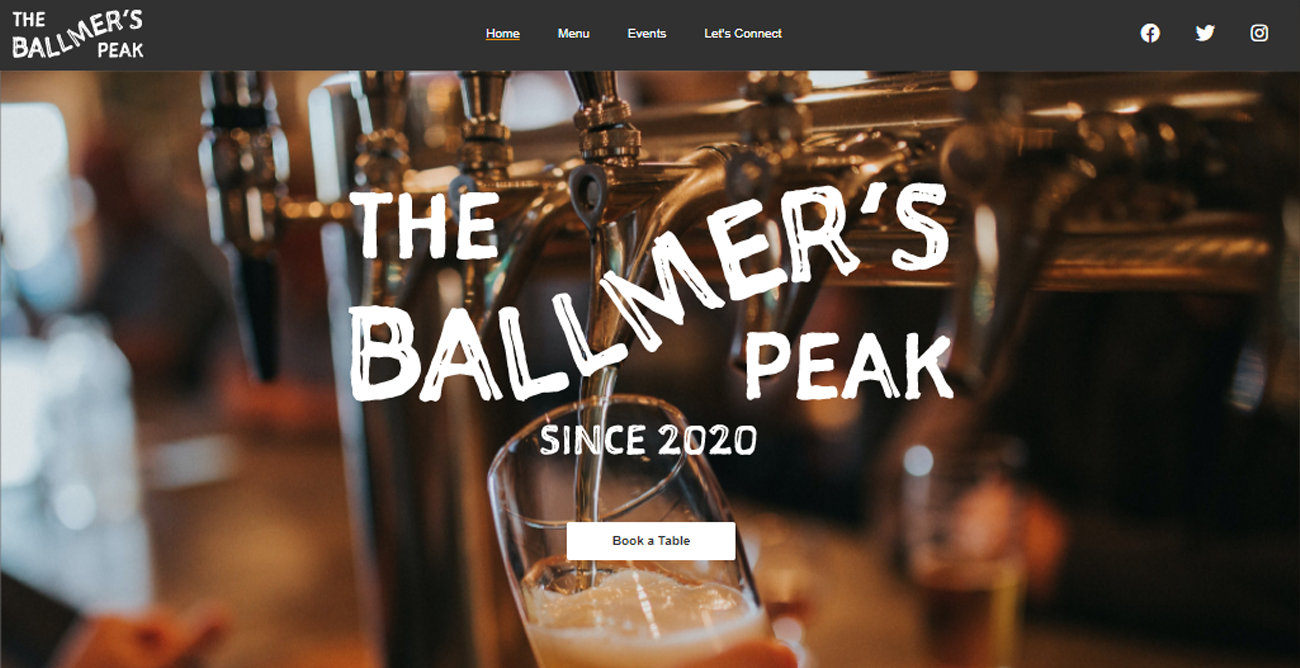 THE
BALLMER'S
PEAK
Home
Menu
Events
Let's Connect
THE
BALLMER'S
PEAK
SINCE 2020
Book a Table